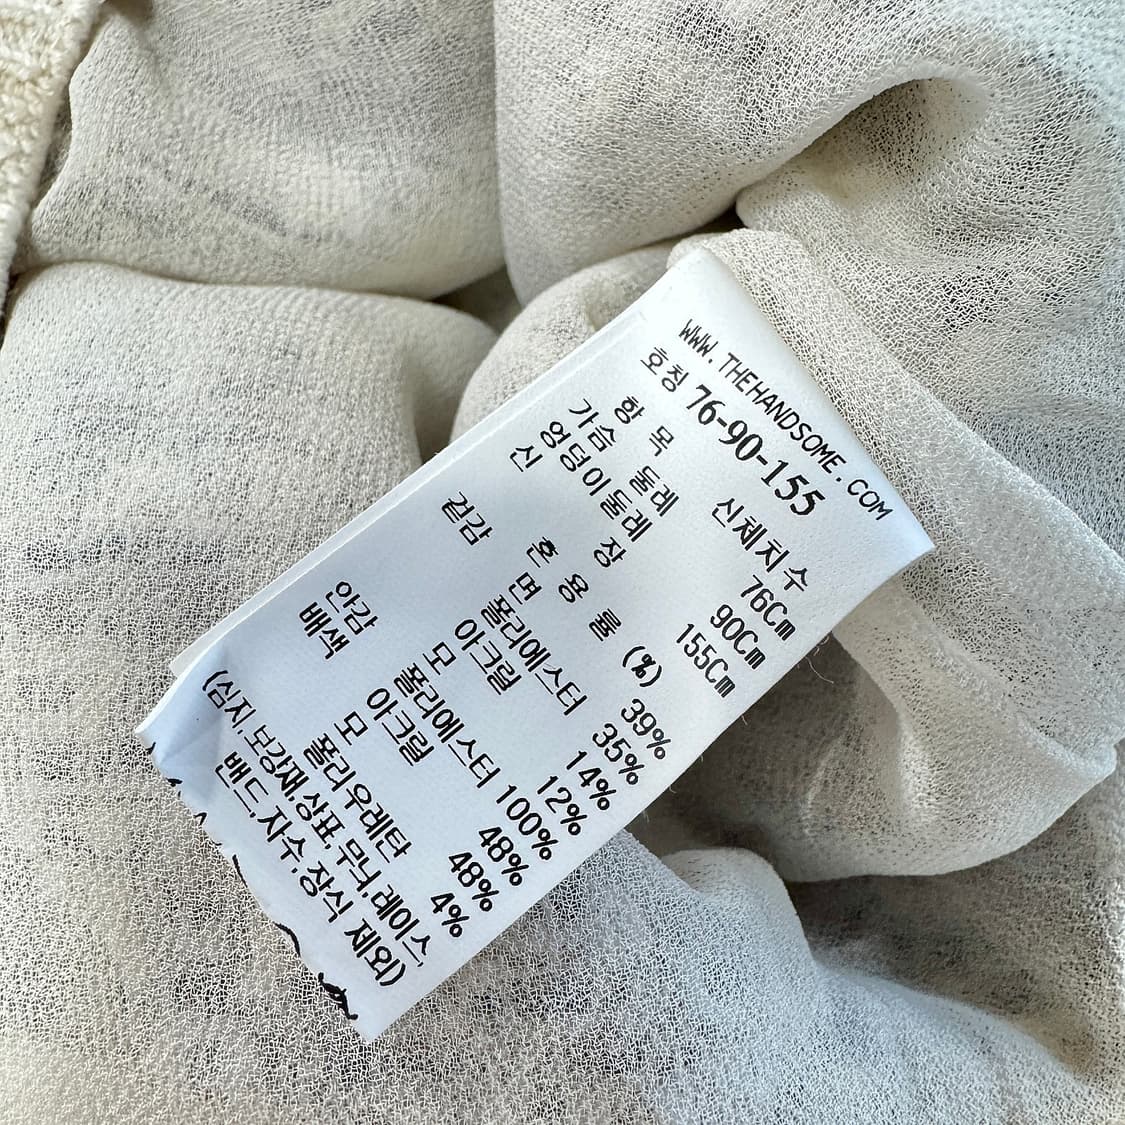 WWW.THEHANDSOME.COM
호칭 76-90-155
항 목 신체치수
가슴 둘레 76Cm
엉덩이둘레 90Cm
신 장 155Cm
혼 용 률 (%)
겉감 면 39%
폴리에스터 35%
아크릴 14%
모 12%
안감 폴리에스터 100%
배색 아크릴 48%
모 48%
폴리우레탄 4%
(심지,보강재,상표,무늬,레이스,
밴드,자수,장식 제외)